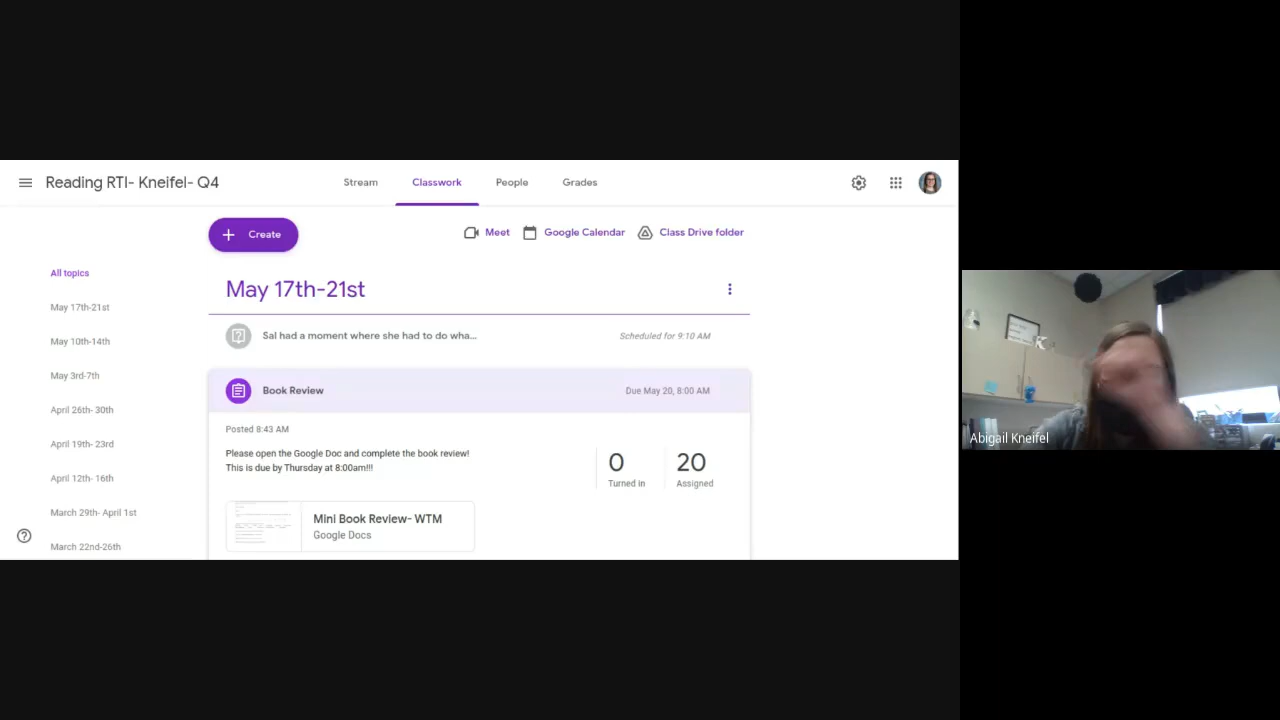 Reading RTI- Kneifel- Q4
Stream
Classwork
People
Grades
Create
Meet
Google Calendar
Class Drive folder
All topics
May 17th-21st
May 10th-14th
May 3rd-7th
April 26th- 30th
April 19th- 23rd
April 12th- 16th
March 29th- April 1st
March 22nd-26th
May 17th-21st
Sal had a moment where she had to do wha...
Scheduled for 9:10 AM
Book Review
Due May 20, 8:00 AM
Posted 8:43 AM
Please open the Google Doc and complete the book review!
This is due by Thursday at 8:00am!!!
0
Turned in
20
Assigned
Mini Book Review- WTM
Google Docs
Abigail Kneifel